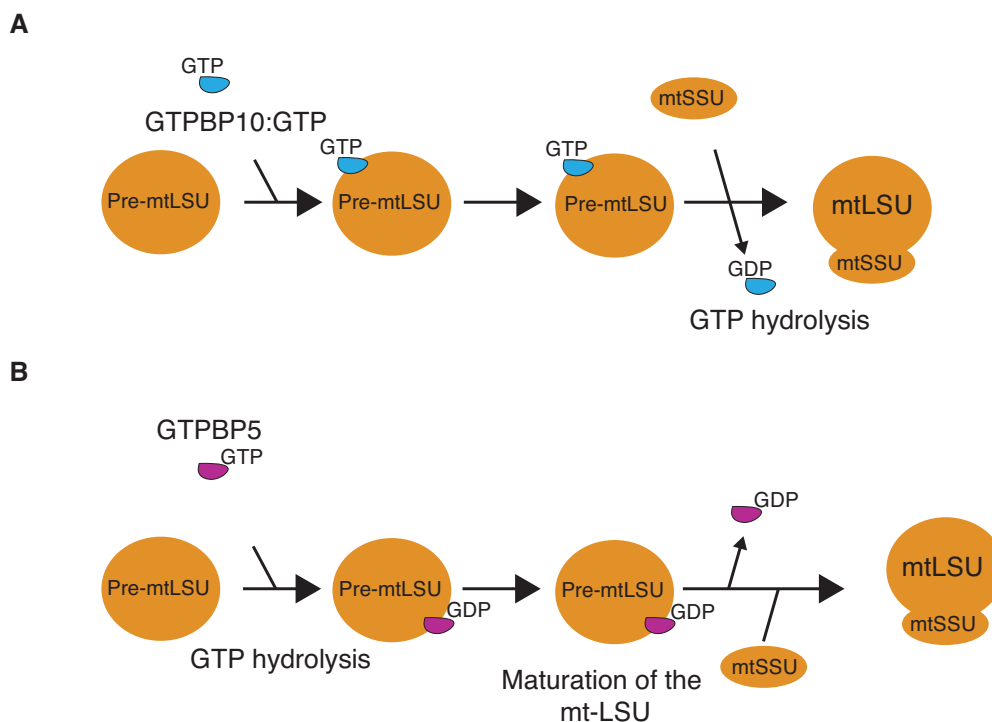 A
GTP
GTPBP10:GTP
mtSSU
GTP
GTP
Pre-mtLSU
Pre-mtLSU
Pre-mtLSU
mtLSU
mtSSU
GDP
GTP hydrolysis
B
GTPBP5
GTP
GDP
Pre-mtLSU
Pre-mtLSU
Pre-mtLSU
mtLSU
GDP
GDP
mtSSU
GTP hydrolysis
mtSSU
Maturation of the
mt-LSU